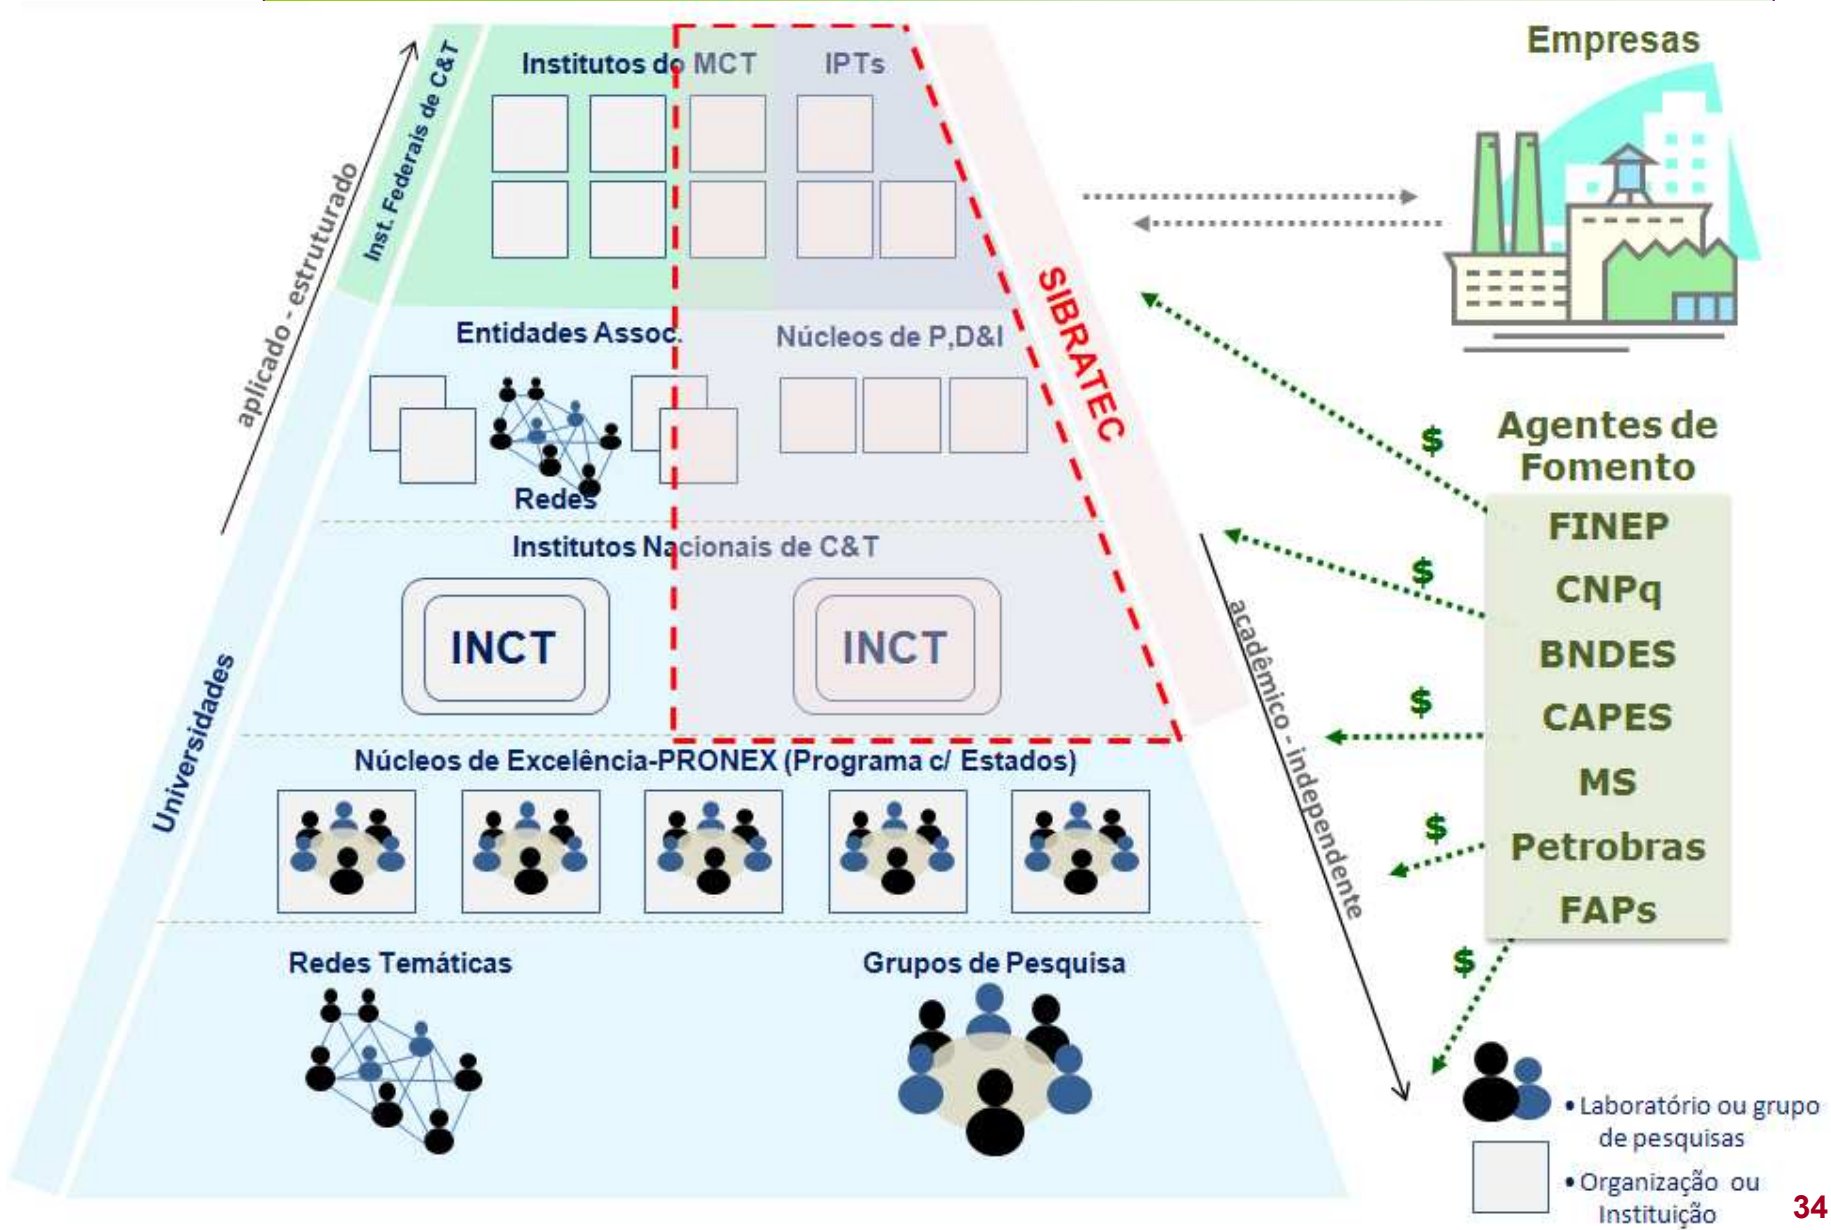 Institutos do MCT
IPTs
Inst. Federais de C&T
aplicado - estruturado
Empresas
Entidades Assoc.
Núcleos de P,D&I
SIBRATEC
Redes
Institutos Nacionais de C&T
INCT
INCT
Universidades
Núcleos de Excelência-PRONEX (Programa c/ Estados)
Redes Temáticas
Grupos de Pesquisa
acadêmico - independente
$
$
$
$
$
Agentes de
Fomento
FINEP
CNPq
BNDES
CAPES
MS
Petrobras
FAPs
• Laboratório ou grupo
de pesquisas
• Organização ou
Instituição
34